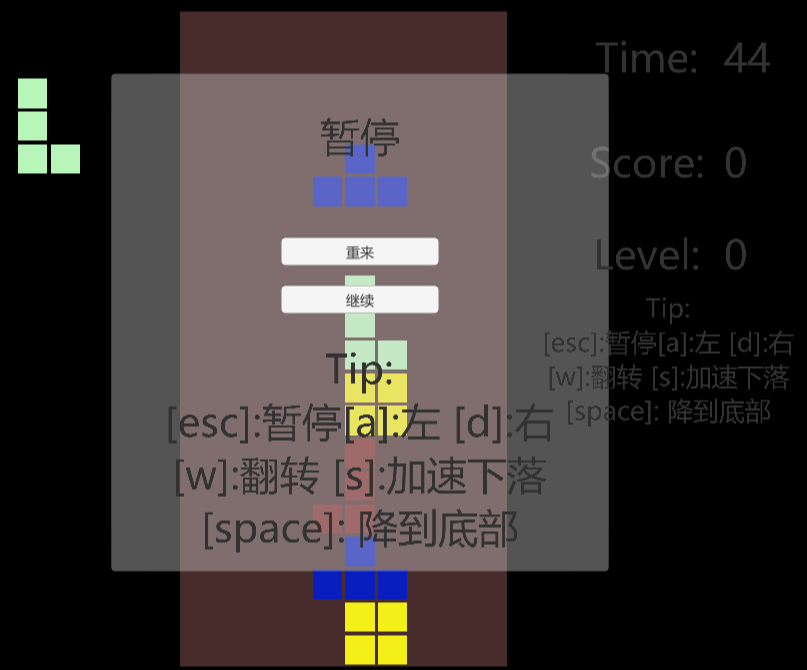 Time: 44
暂停
Score: 0
重来
Level: 0
继续
Tip:
[esc]:暂停[a]:左 [d]:右
[w]:翻转 [s]:加速下落
[space]: 降到底部
Tip:
[esc]:暂停[a]:左 [d]:右
[w]:翻转 [s]:加速下落
[space]: 降到底部